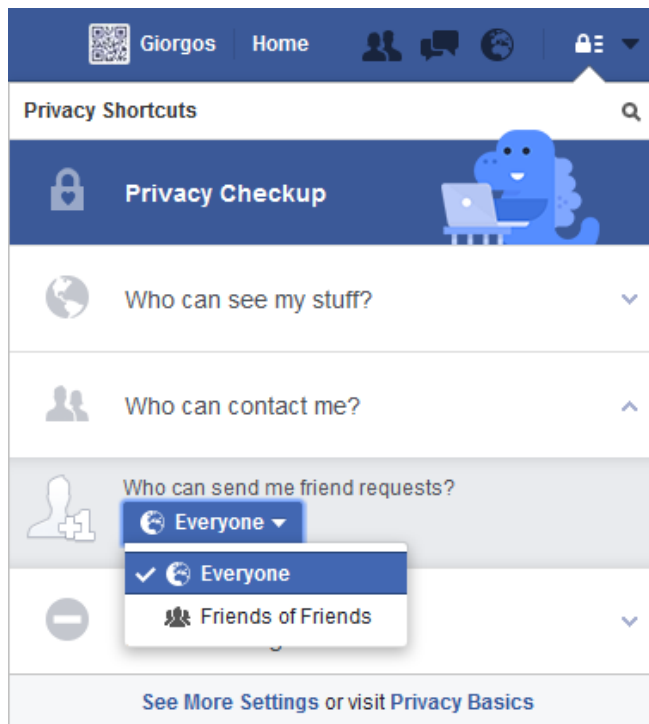 Giorgos Home
Privacy Shortcuts
Privacy Checkup
Who can see my stuff?
Who can contact me?
+1
Who can send me friend requests?
Everyone
Everyone
Friends of Friends
See More Settings or visit Privacy Basics